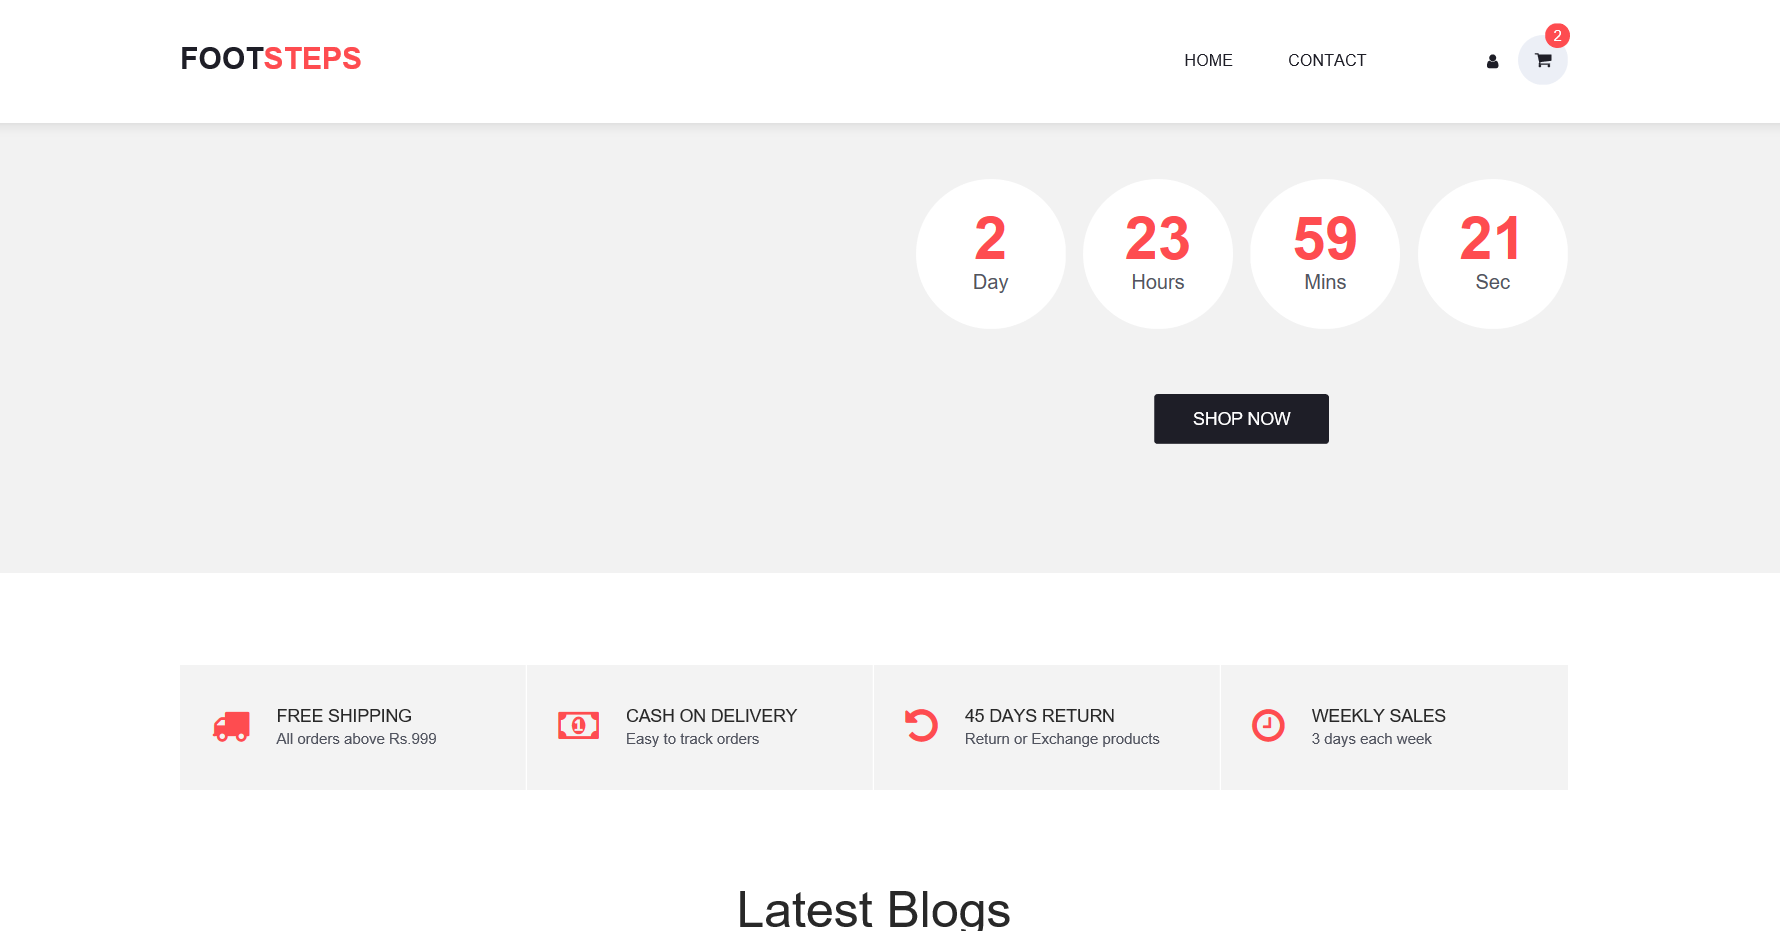 FOOTSTEPS
HOME
CONTACT
2
2
Day
23
Hours
59
Mins
21
Sec
SHOP NOW
FREE SHIPPING
All orders above Rs.999
CASH ON DELIVERY
Easy to track orders
45 DAYS RETURN
Return or Exchange products
WEEKLY SALES
3 days each week
Latest Blogs